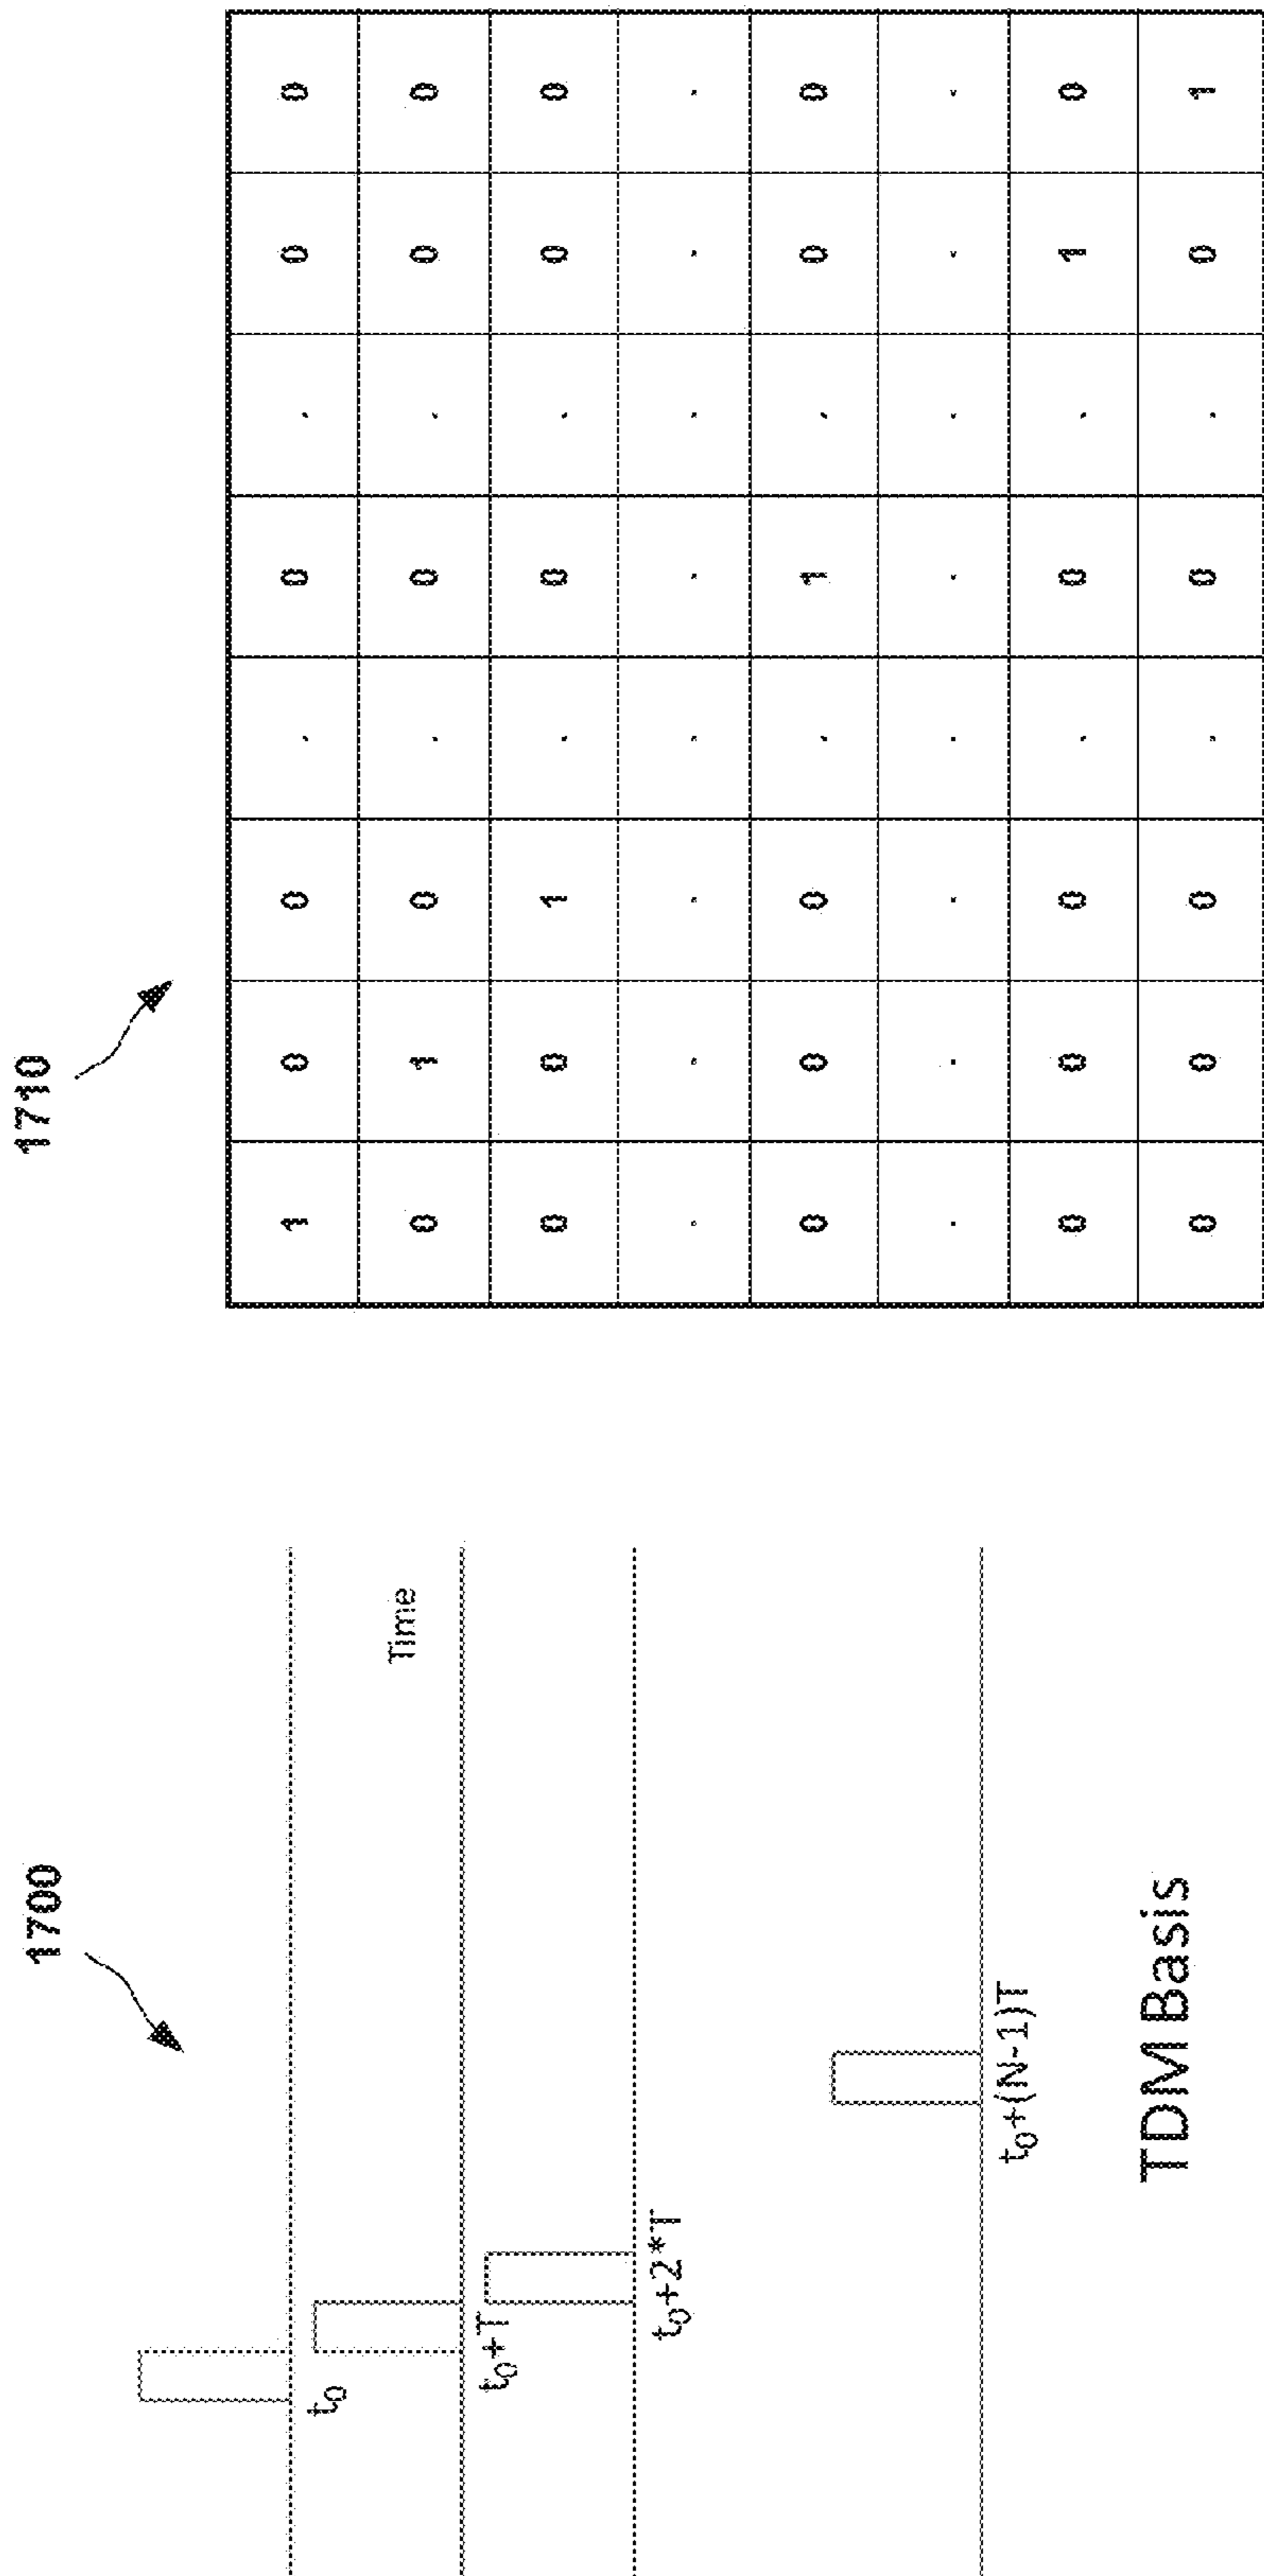 1700
t₀
Time
t₀+T
t₀+2*T
t₀+(N-1)T
TDM Basis
1710
1 0 0 . 0 . 0 0
0 1 0 . 0 . 0 0
0 0 1 . 0 . 0 0
. . . . . . . .
0 0 0 . 1 . 0 0
. . . . . . . .
0 0 0 . 0 . 1 0
0 0 0 . 0 . 0 1